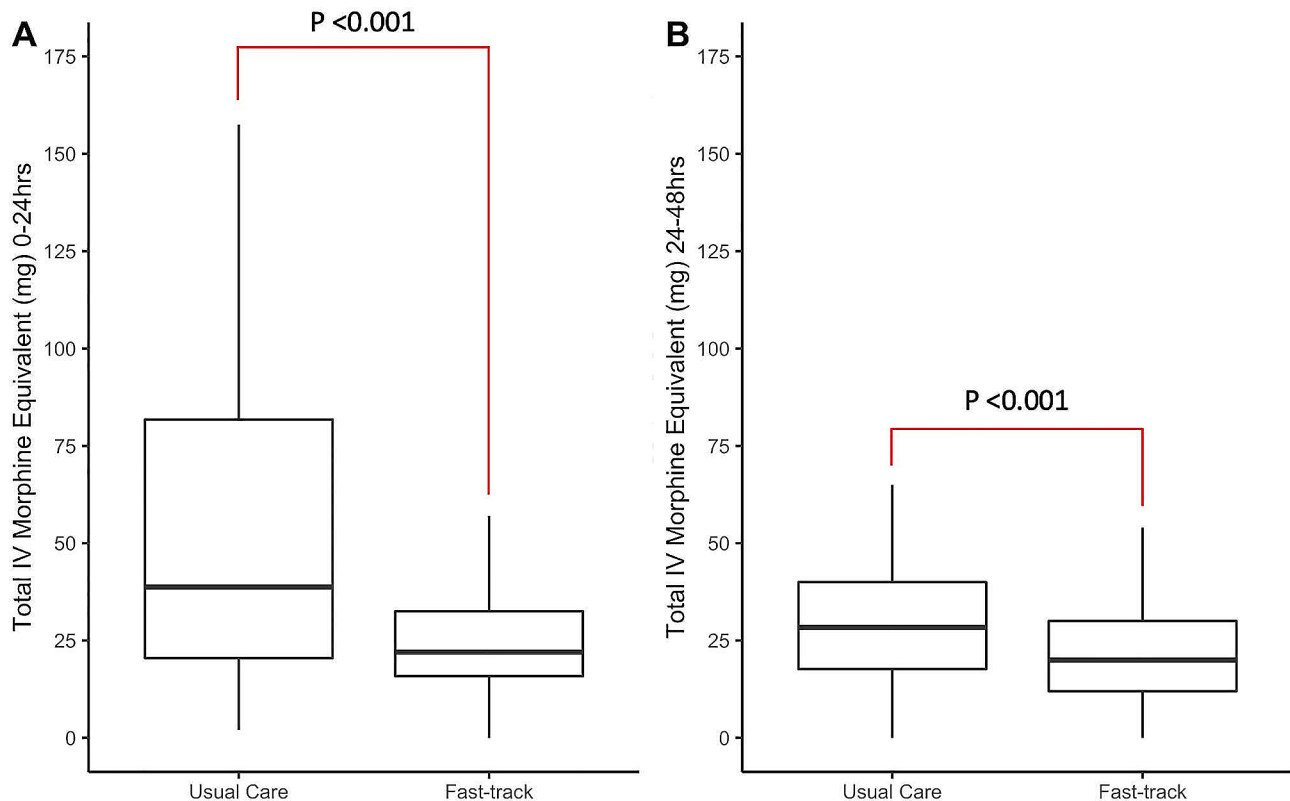 A
P <0.001
Total IV Morphine Equivalent (mg) 0-24hrs
175
150
125
100
75
50
25
0
Usual Care
Fast-track
B
P <0.001
Total IV Morphine Equivalent (mg) 24-48hrs
175
150
125
100
75
50
25
0
Usual Care
Fast-track